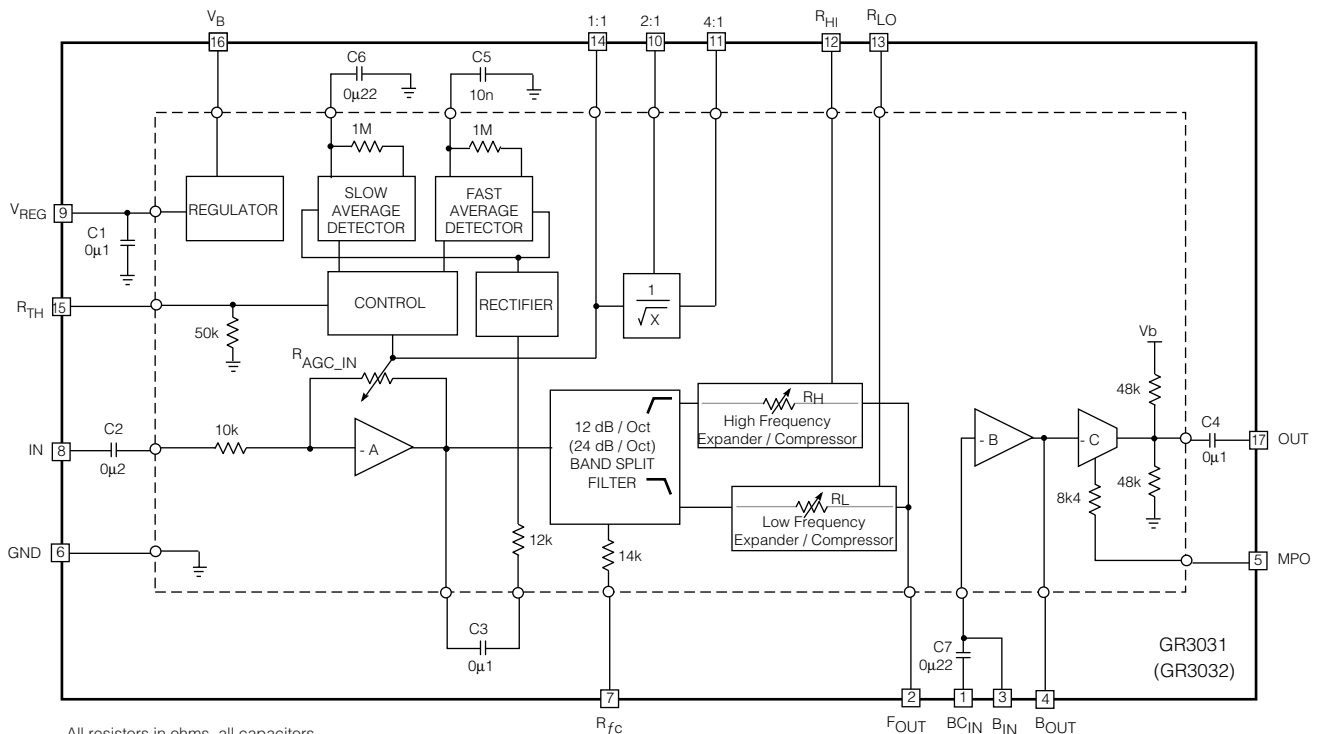 VB
16
1:1
14
2:1
10
4:1
11
RHI
12
RLO
13
C6
0µ22
C5
10n
1M
1M
REGULATOR
SLOW
AVERAGE
DETECTOR
FAST
AVERAGE
DETECTOR
VREG
9
C1
0µ1
RTH
15
CONTROL
RECTIFIER
1
√X
50k
RAGC_IN
Vb
48k
IN
8
C2
0µ2
10k
- A
12 dB / Oct
(24 dB / Oct)
BAND SPLIT
FILTER
RH
High Frequency
Expander / Compressor
RL
Low Frequency
Expander / Compressor
- B
- C
C4
0µ1
17
OUT
48k
8k4
GND
6
12k
14k
5
MPO
C3
0µ1
C7
0µ22
GR3031
(GR3032)
7
Rfc
2
FOUT
1
BCIN
3
BIN
4
BOUT
All resistors in ohms, all capacitors